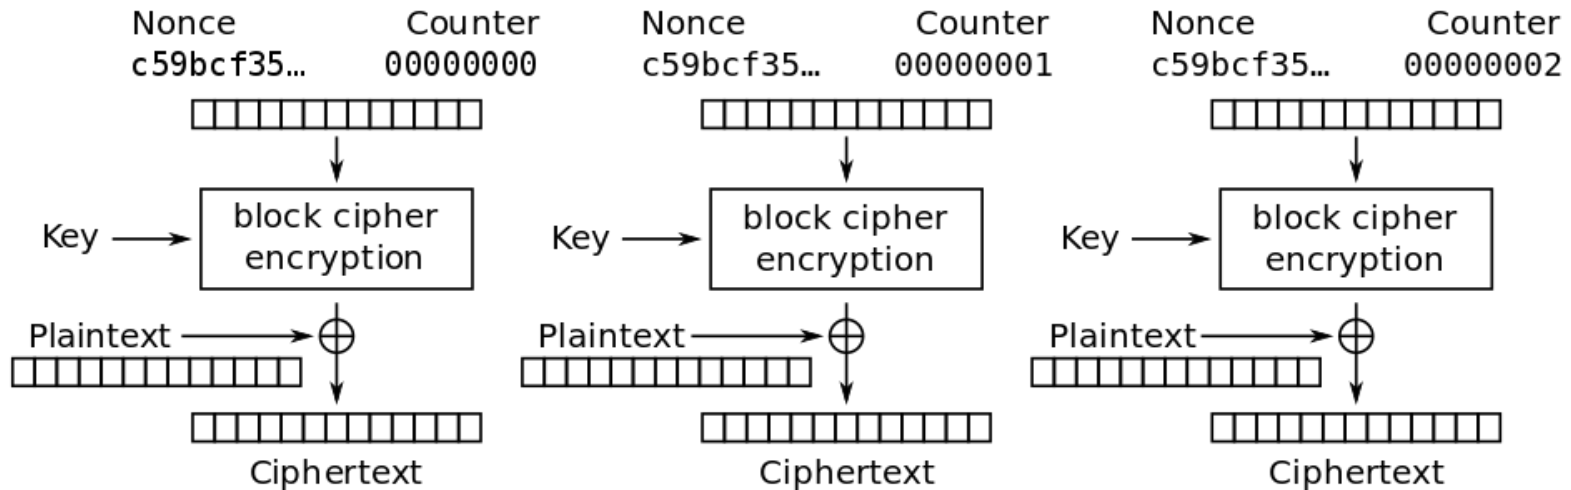 Nonce Counter Nonce Counter Nonce Counter
c59bcf35… 00000000 c59bcf35… 00000001 c59bcf35… 00000002
block cipher block cipher block cipher
Key Key Key
encryption encryption encryption
Plaintext Plaintext Plaintext
Ciphertext Ciphertext Ciphertext